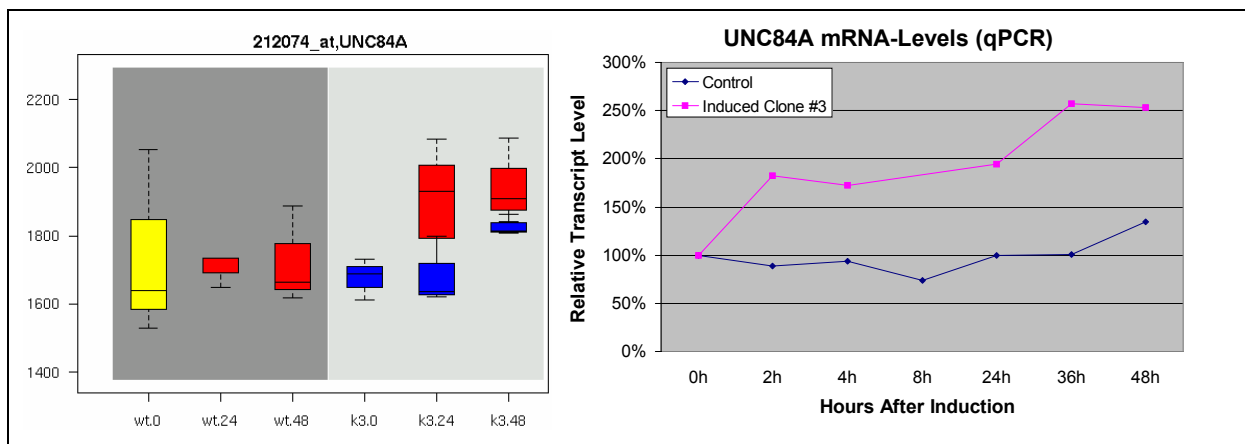 212074_at,UNC84A
2200
2000
1800
1600
1400
wt.0 wt.24 wt.48 k3.0 k3.24 k3.48
UNC84A mRNA-Levels (qPCR)
Control
Induced Clone #3
Relative Transcript Level
300%
250%
200%
150%
100%
50%
0%
0h 2h 4h 8h 24h 36h 48h
Hours After Induction